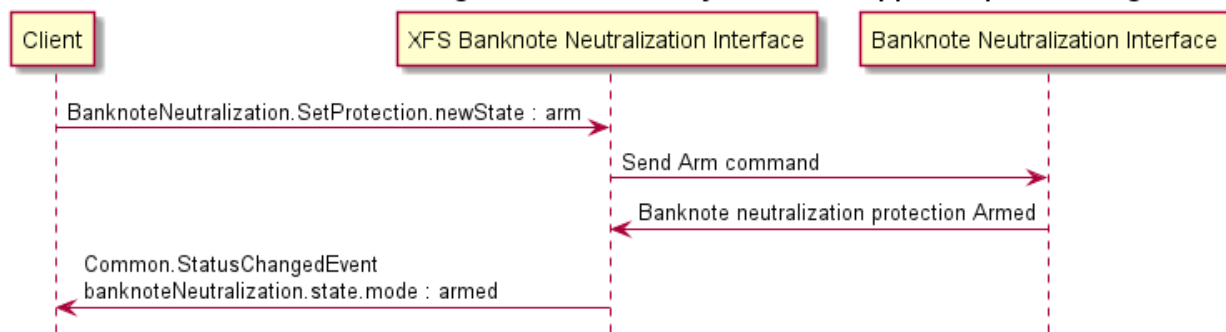 Client
XFS Banknote Neutralization Interface
Banknote Neutralization Interface
BanknoteNeutralization.SetProtection.newState : arm
Send Arm command
Banknote neutralization protection Armed
Common.StatusChangedEvent
banknoteNeutralization.state.mode : armed